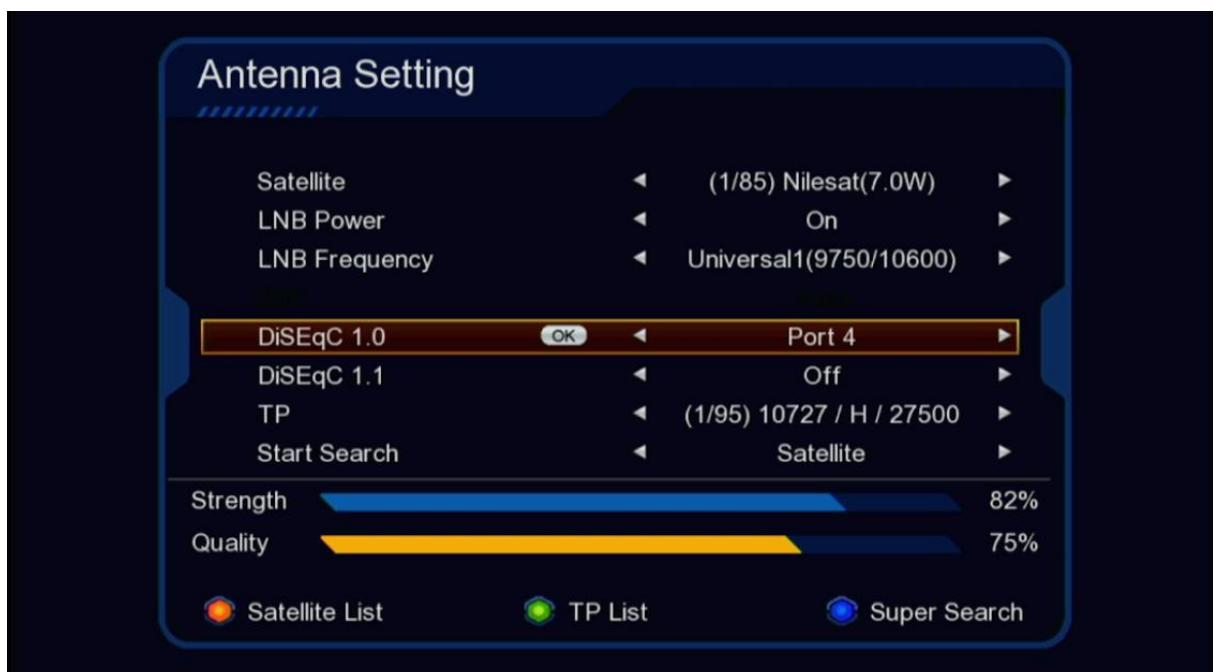 Antenna Setting
Satellite (1/85) Nilesat(7.0W)
LNB Power On
LNB Frequency Universal1(9750/10600)
DiSEqC 1.0 OK Port 4
DiSEqC 1.1 Off
TP (1/95) 10727 / H / 27500
Start Search Satellite
Strength 82%
Quality 75%
Satellite List TP List Super Search